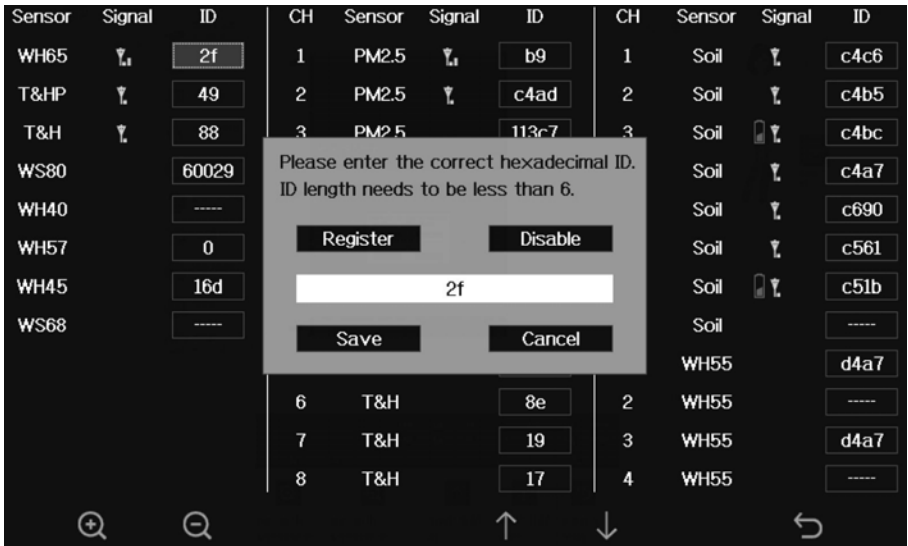 Sensor Signal ID CH Sensor Signal ID CH Sensor Signal ID
WH65 2f 1 PM2.5 b9 1 Soil c4c6
T&HP 49 2 PM2.5 c4ad 2 Soil c4b5
T&H 88 3 PM2.5 113c7 3 Soil c4bc
WS80 60029 Soil c4a7
WH40 ----- Soil c690
WH57 0 Soil c561
WH45 16d Soil c51b
WS68 ----- Soil -----
WH55 d4a7
6 T&H 8e 2 WH55 -----
7 T&H 19 3 WH55 d4a7
8 T&H 17 4 WH55 -----
Please enter the correct hexadecimal ID.
ID length needs to be less than 6.
Register Disable
2f
Save Cancel